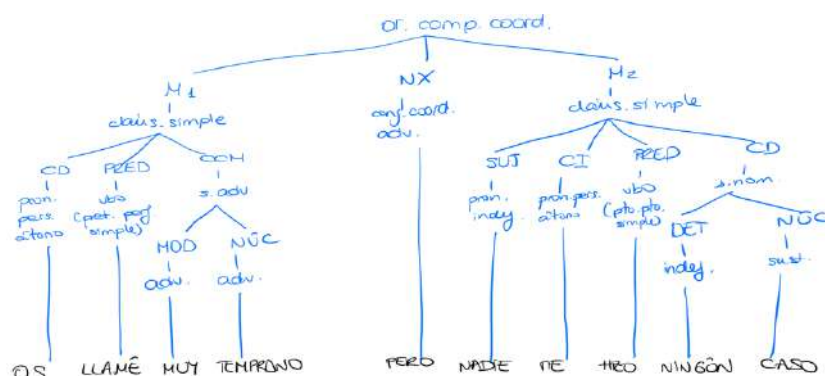 or. comp. coord.
M1 NX M2
claús. simple conj. coord. adv. claús. simple
CD PRED CCM SUJ CI PRED CD
pron. pers. átono vbo (pret. perf. simple) s. adv pron. indef. pron. pers. átono vbo (pto. pto. simple) s. nom
MOD NÚC DET NÚC
adv. adv. indef. sust.
OS LLAMÉ MUY TEMPRANO PERO NADIE ME HIZO NINGÚN CASO